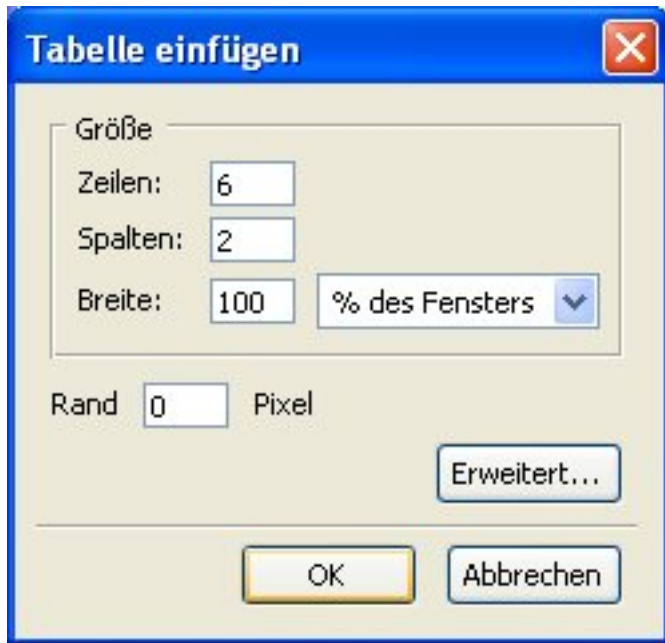 Tabelle einfügen
Größe
Zeilen: 6
Spalten: 2
Breite: 100 % des Fensters
Rand 0 Pixel
Erweitert...
OK Abbrechen